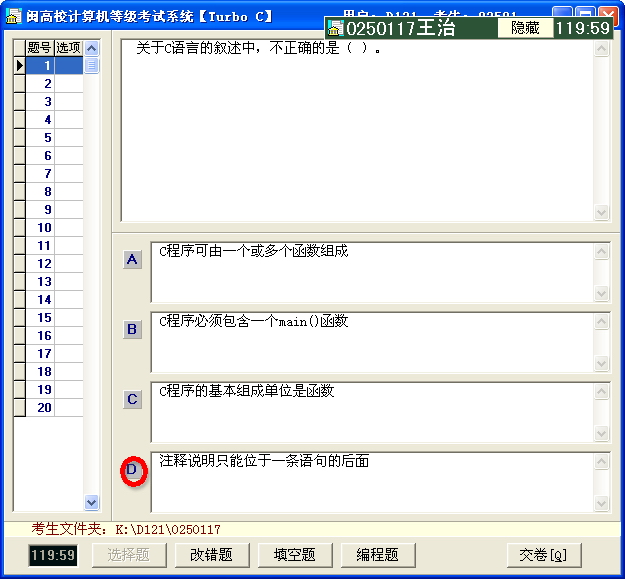 闽高校计算机等级考试系统【Turbo C】
0250117王治 隐藏 119:59
题号 选项
1
2
3
4
5
6
7
8
9
10
11
12
13
14
15
16
17
18
19
20
关于C语言的叙述中，不正确的是（ ）。
A C程序可由一个或多个函数组成
B C程序必须包含一个main()函数
C C程序的基本组成单位是函数
D 注释说明只能位于一条语句的后面
考生文件夹：K:\D121\0250117
119:59 选择题 改错题 填空题 编程题 交卷[Q]